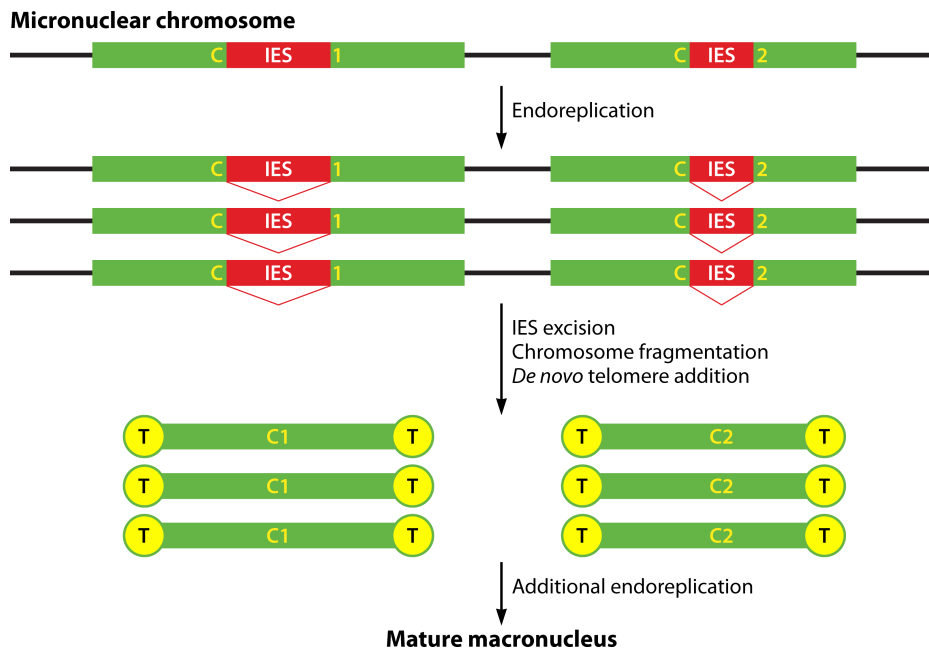 Micronuclear chromosome
C IES 1 C IES 2
Endoreplication
C IES 1 C IES 2
C IES 1 C IES 2
C IES 1 C IES 2
IES excision
Chromosome fragmentation
De novo telomere addition
T C1 T T C2 T
T C1 T T C2 T
T C1 T T C2 T
Additional endoreplication
Mature macronucleus